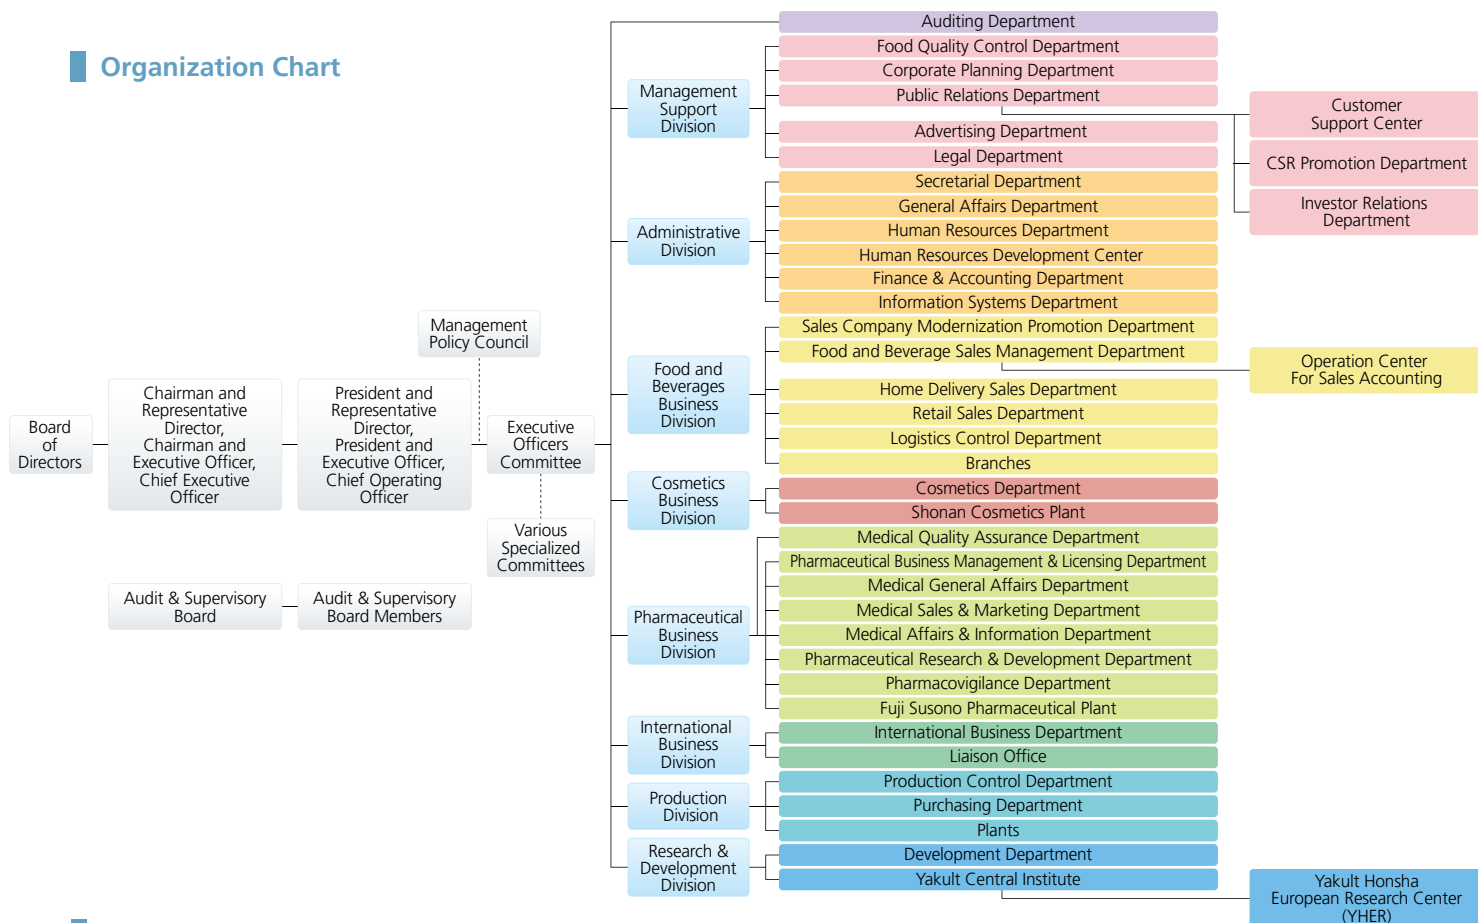 Organization Chart
Board
of
Directors
Chairman and
Representative
Director,
Chairman and
Executive Officer,
Chief Executive
Officer
President and
Representative
Director,
President and
Executive Officer,
Chief Operating
Officer
Management
Policy Council
Executive
Officers
Committee
Various
Specialized
Committees
Audit & Supervisory
Board
Audit & Supervisory
Board Members
Auditing Department
Management
Support
Division
Food Quality Control Department
Corporate Planning Department
Public Relations Department
Advertising Department
Legal Department
Customer
Support Center
CSR Promotion Department
Investor Relations
Department
Administrative
Division
Secretarial Department
General Affairs Department
Human Resources Department
Human Resources Development Center
Finance & Accounting Department
Information Systems Department
Food and
Beverages
Business
Division
Sales Company Modernization Promotion Department
Food and Beverage Sales Management Department
Home Delivery Sales Department
Retail Sales Department
Logistics Control Department
Branches
Operation Center
For Sales Accounting
Cosmetics
Business
Division
Cosmetics Department
Shonan Cosmetics Plant
Pharmaceutical
Business
Division
Medical Quality Assurance Department
Pharmaceutical Business Management & Licensing Department
Medical General Affairs Department
Medical Sales & Marketing Department
Medical Affairs & Information Department
Pharmaceutical Research & Development Department
Pharmacovigilance Department
Fuji Susono Pharmaceutical Plant
International
Business
Division
International Business Department
Liaison Office
Production
Division
Production Control Department
Purchasing Department
Plants
Research &
Development
Division
Development Department
Yakult Central Institute
Yakult Honsha
European Research Center
(YHER)